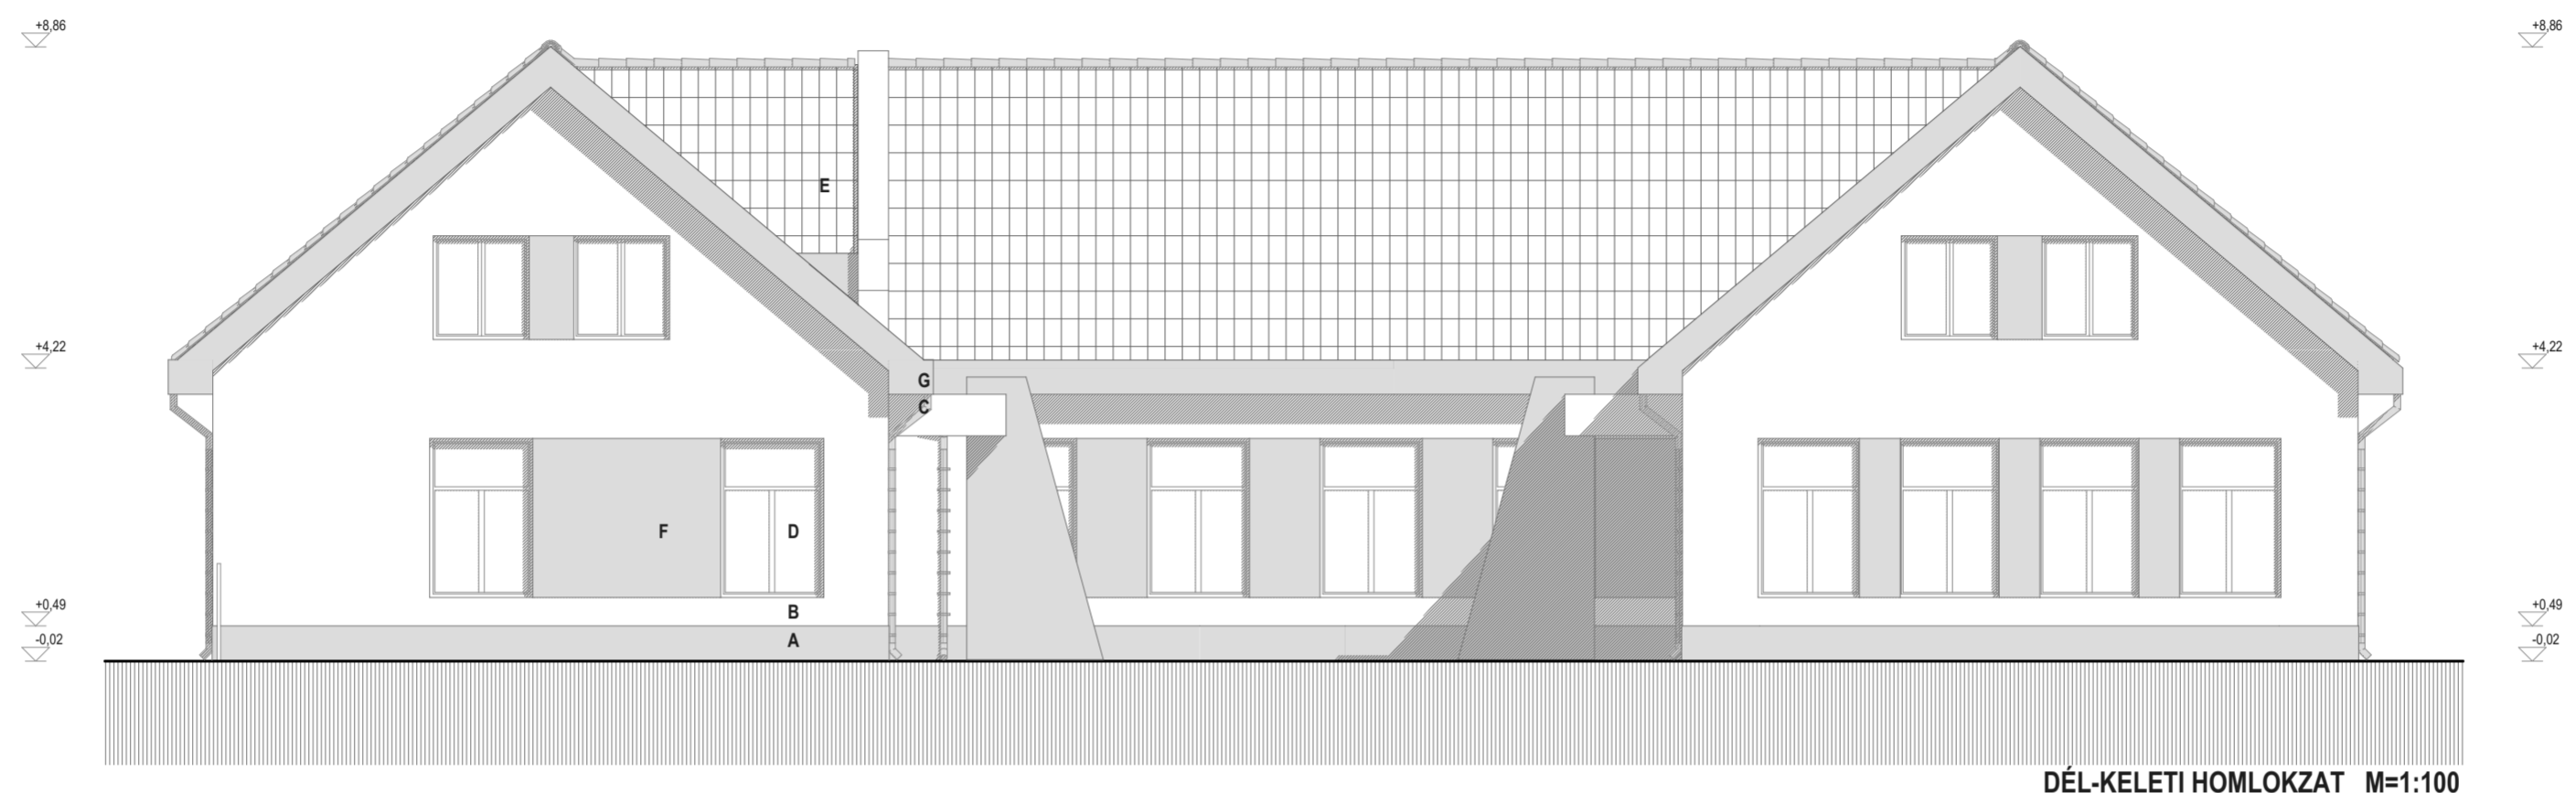 +8,86
+8,86
E
+4,22
+4,22
G
C
F
D
+0,49
B
+0,49
-0,02
A
-0,02
DÉL-KELETI HOMLOKZAT M=1:100